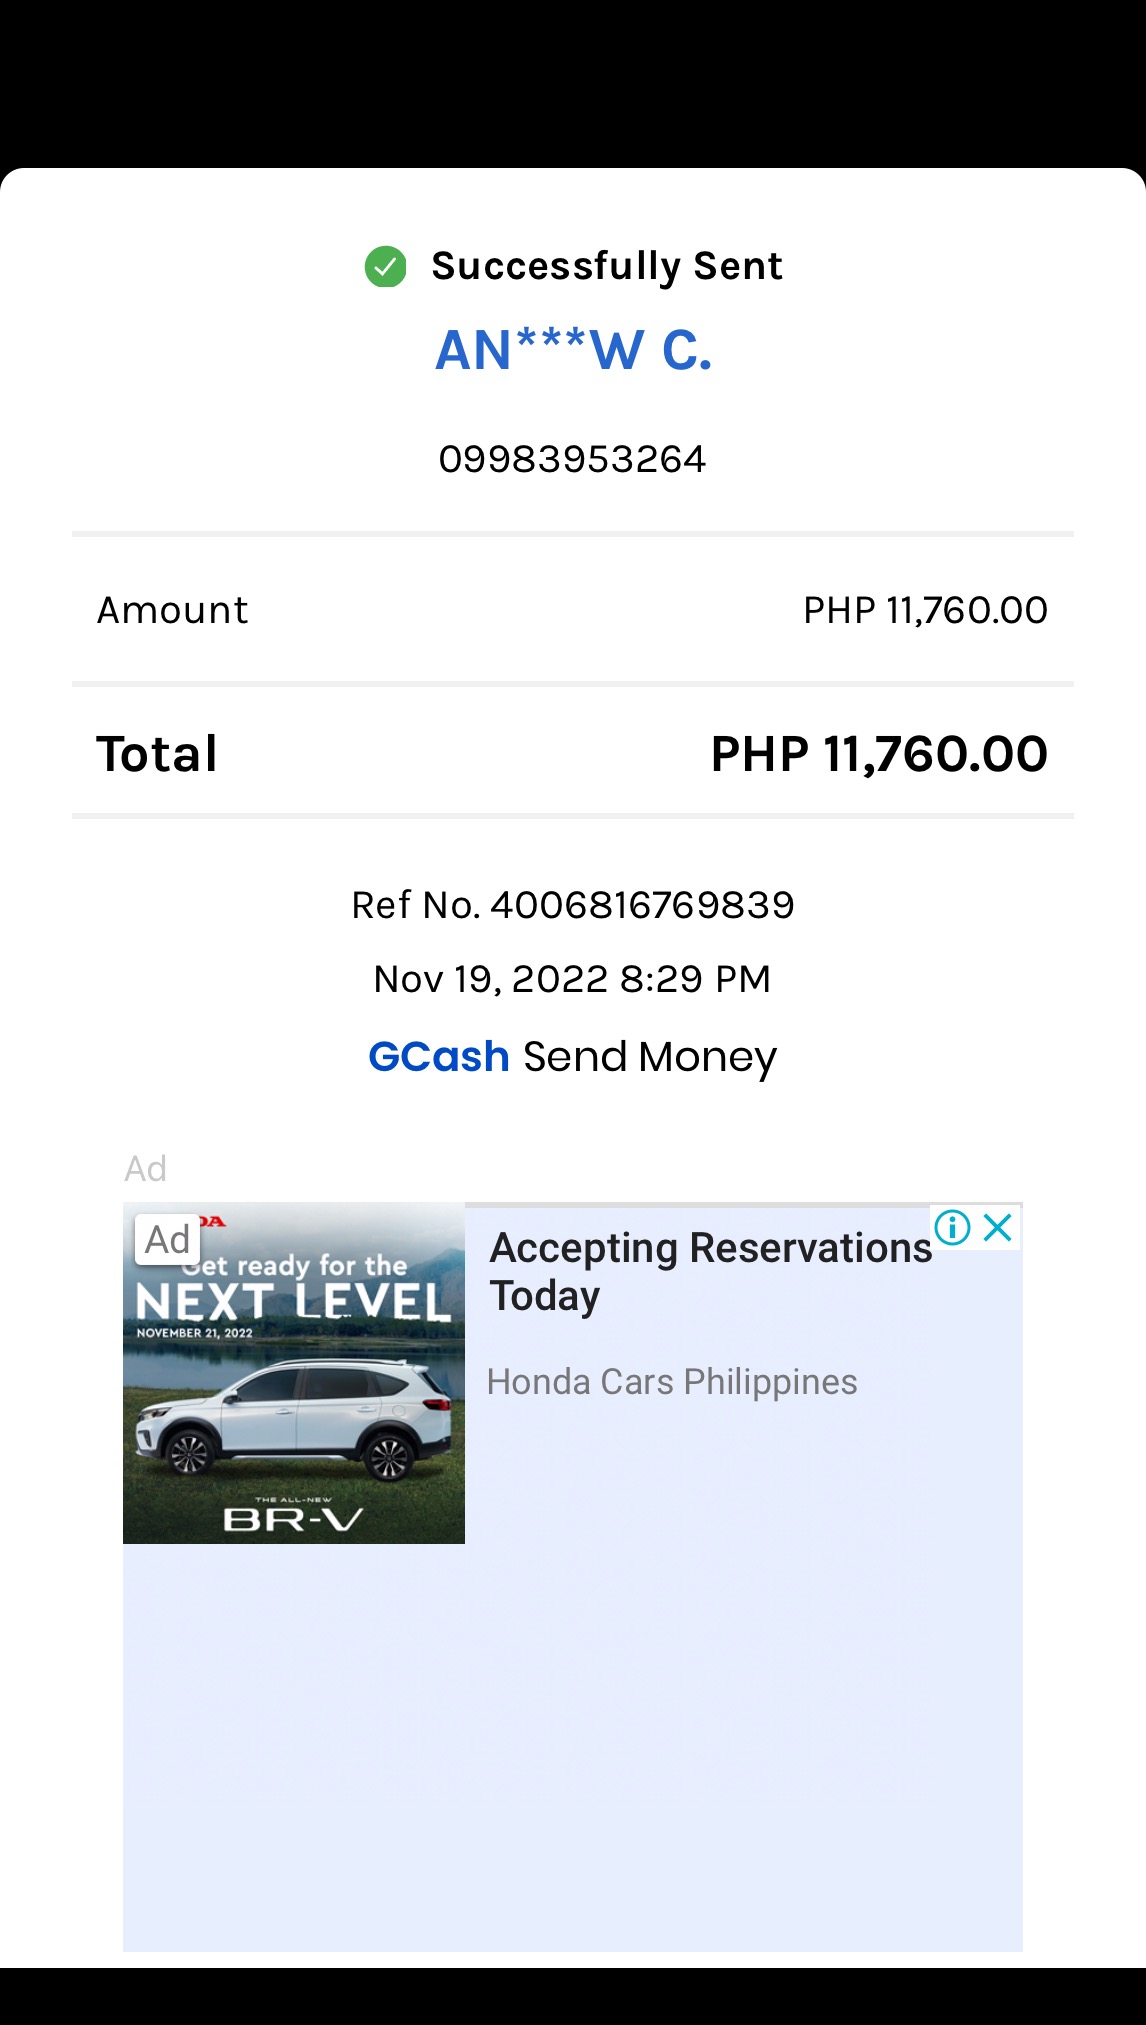 Successfully Sent
AN***W C.
09983953264
Amount PHP 11,760.00
Total PHP 11,760.00
Ref No. 4006816769839
Nov 19, 2022 8:29 PM
GCash Send Money
Ad
Ad
Get ready for the
NEXT LEVEL
NOVEMBER 21, 2022
THE ALL-NEW
BR-V
Accepting Reservations
Today
Honda Cars Philippines